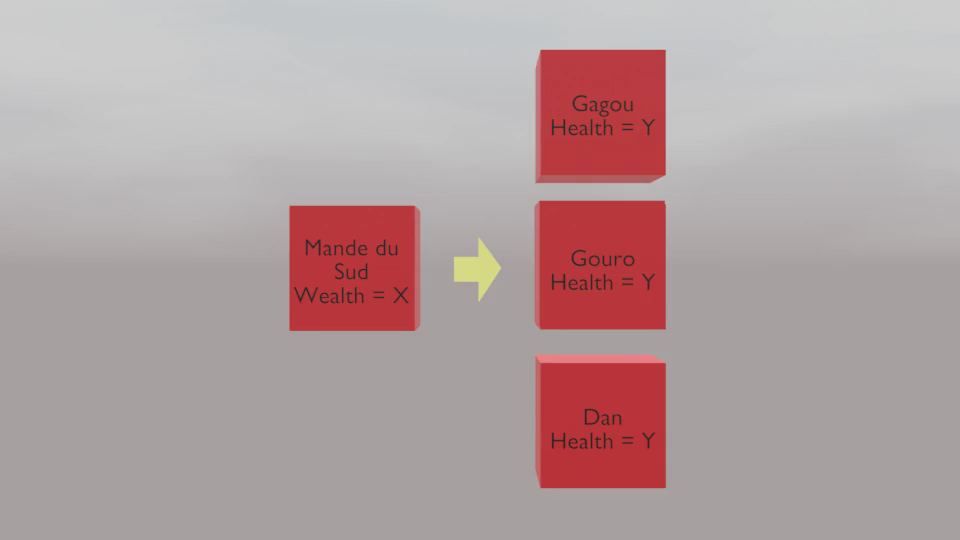 Mande du
Sud
Wealth = X
Gagou
Health = Y
Gouro
Health = Y
Dan
Health = Y